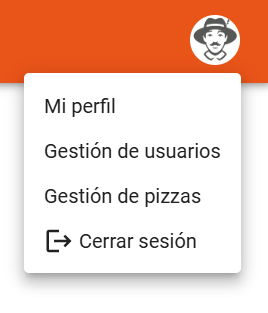 Mi perfil
Gestión de usuarios
Gestión de pizzas
Cerrar sesión